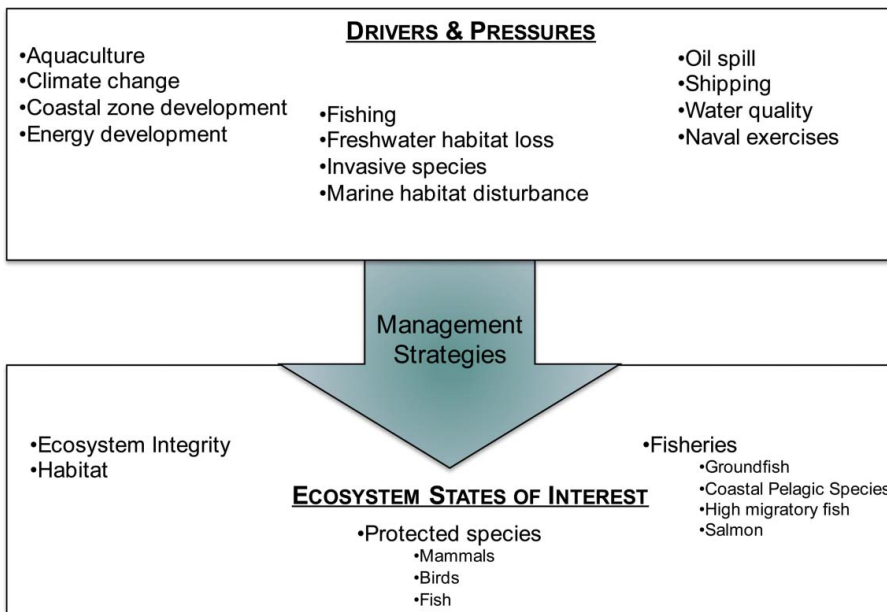 DRIVERS & PRESSURES
•Aquaculture
•Climate change
•Coastal zone development
•Energy development
•Fishing
•Freshwater habitat loss
•Invasive species
•Marine habitat disturbance
•Oil spill
•Shipping
•Water quality
•Naval exercises
Management
Strategies
•Ecosystem Integrity
•Habitat
ECOSYSTEM STATES OF INTEREST
•Protected species
•Mammals
•Birds
•Fish
•Fisheries
•Groundfish
•Coastal Pelagic Species
•High migratory fish
•Salmon